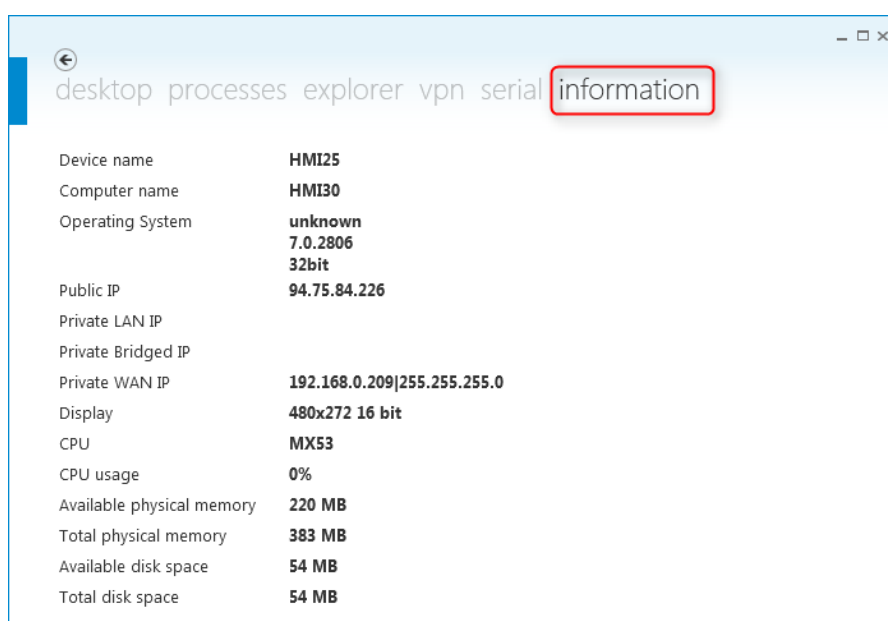 desktop processes explorer vpn serial information
Device name HMI25
Computer name HMI30
Operating System unknown
7.0.2806
32bit
Public IP 94.75.84.226
Private LAN IP
Private Bridged IP
Private WAN IP 192.168.0.209|255.255.255.0
Display 480x272 16 bit
CPU MX53
CPU usage 0%
Available physical memory 220 MB
Total physical memory 383 MB
Available disk space 54 MB
Total disk space 54 MB